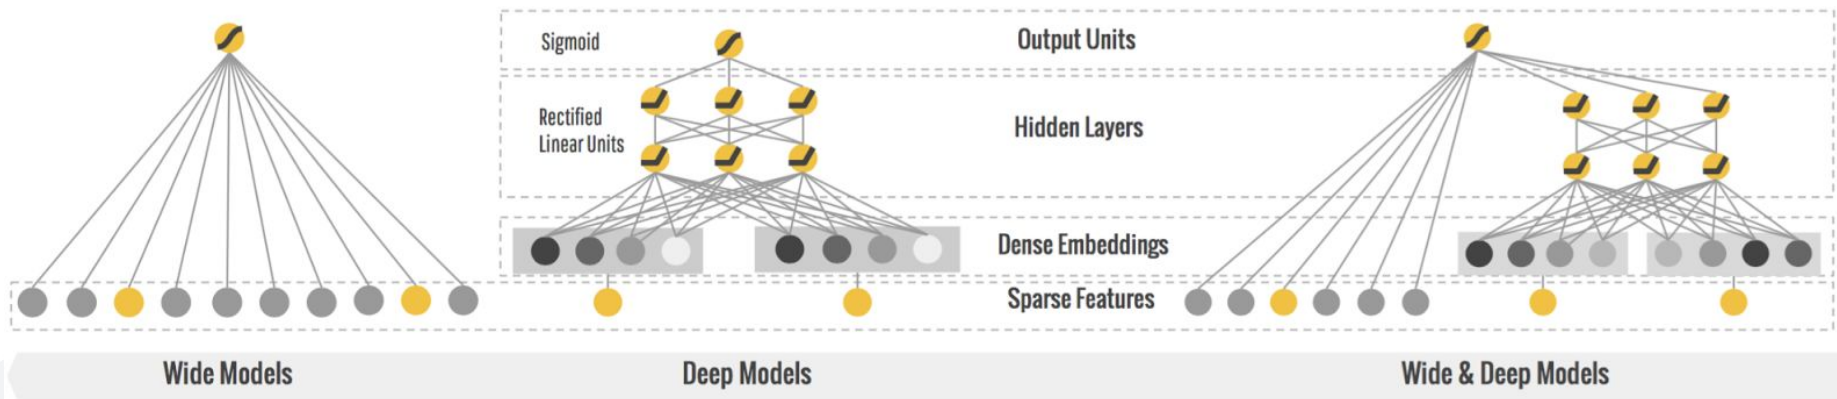 Sigmoid
Output Units
Rectified
Linear Units
Hidden Layers
Dense Embeddings
Sparse Features
Wide Models
Deep Models
Wide & Deep Models